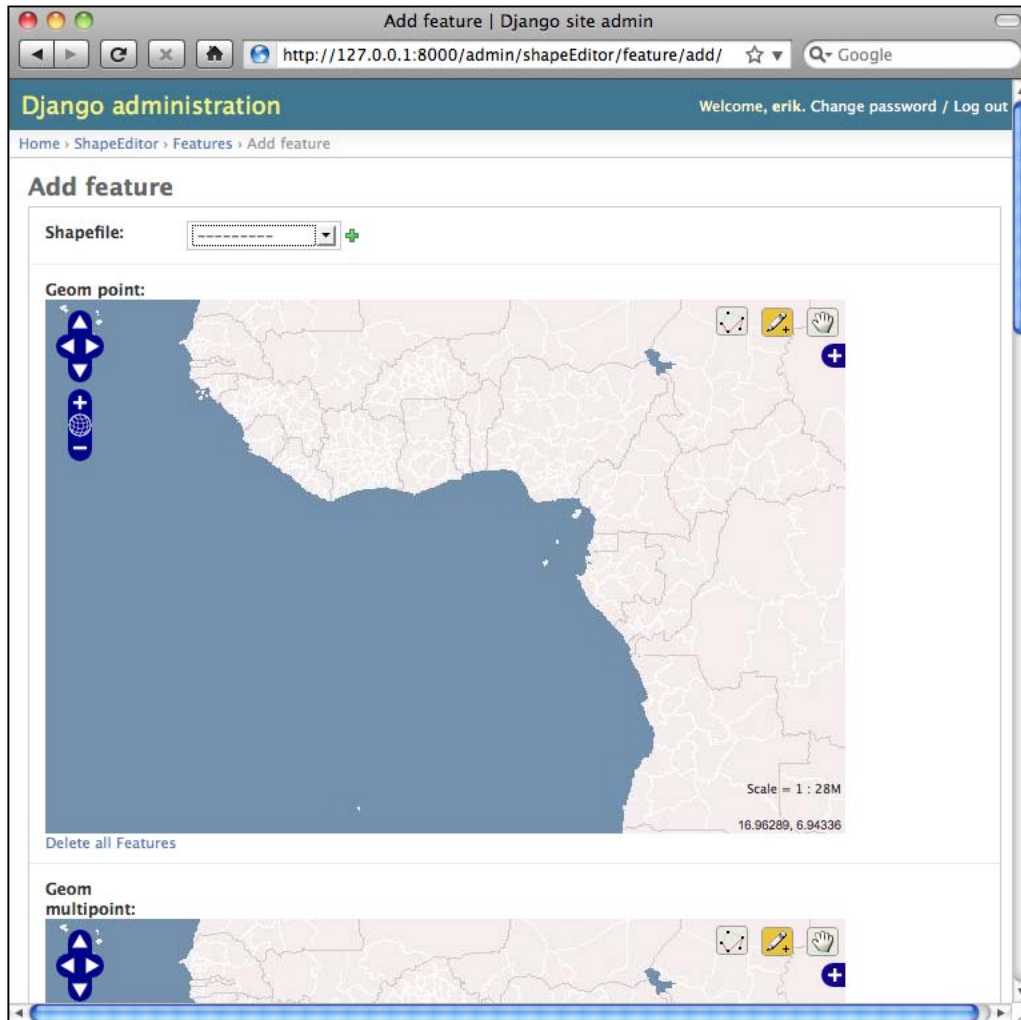 Add feature | Django site admin
http://127.0.0.1:8000/admin/shapeEditor/feature/add/
Google
Django administration
Welcome, erik. Change password / Log out
Home › ShapeEditor › Features › Add feature
Add feature
Shapefile:
---------
Geom point:
Scale = 1 : 28M
16.96289, 6.94336
Delete all Features
Geom
multipoint: